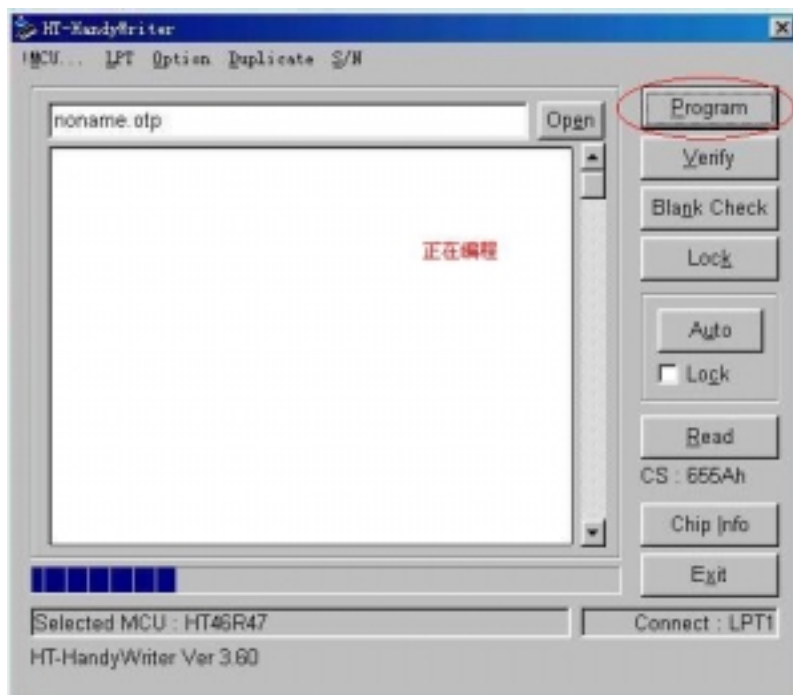 HT-HandyWriter
MCU... LPT Option Duplicate S/N
noname.otp Open
正在编程
Program
Verify
Blank Check
Lock
Auto
Lock
Read
CS : 655Ah
Chip Info
Exit
Selected MCU : HT46R47 Connect : LPT1
HT-HandyWriter Ver 3.60